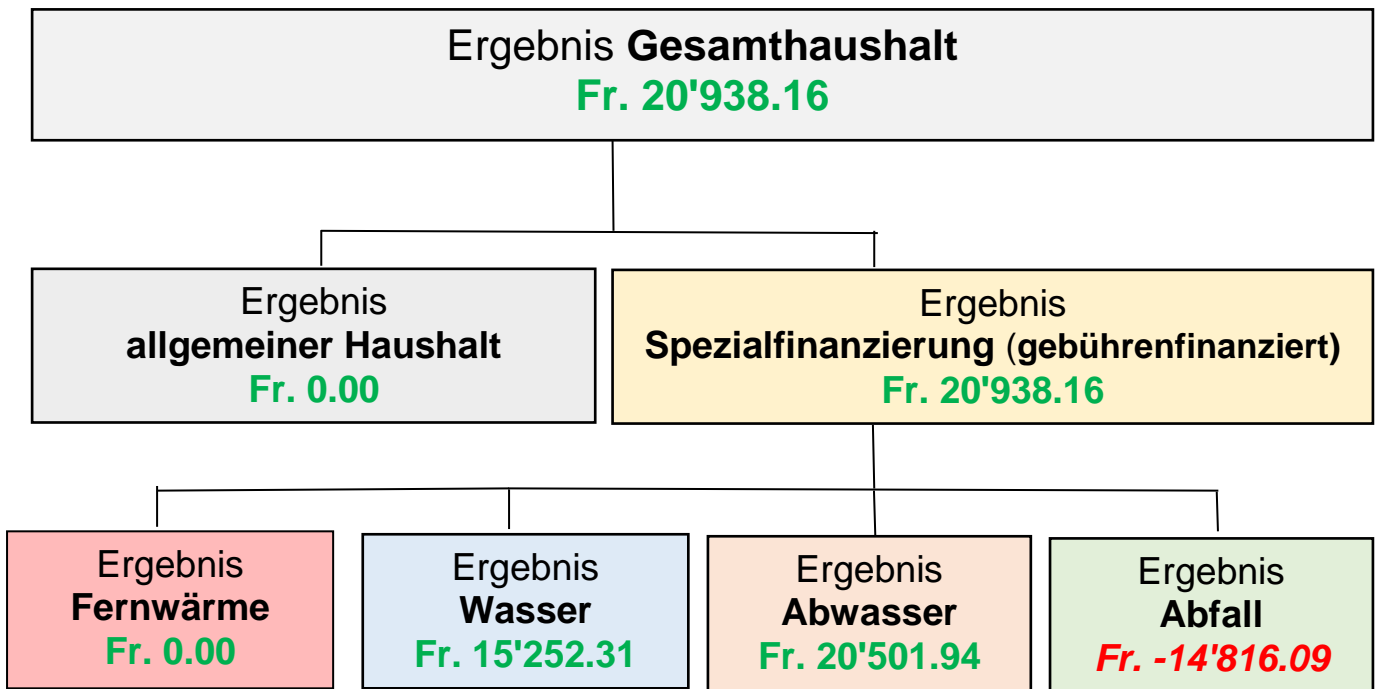 Ergebnis Gesamthaushalt
Fr. 20'938.16
Ergebnis
allgemeiner Haushalt
Fr. 0.00
Ergebnis
Spezialfinanzierung (gebührenfinanziert)
Fr. 20'938.16
Ergebnis
Fernwärme
Fr. 0.00
Ergebnis
Wasser
Fr. 15'252.31
Ergebnis
Abwasser
Fr. 20'501.94
Ergebnis
Abfall
Fr. -14'816.09